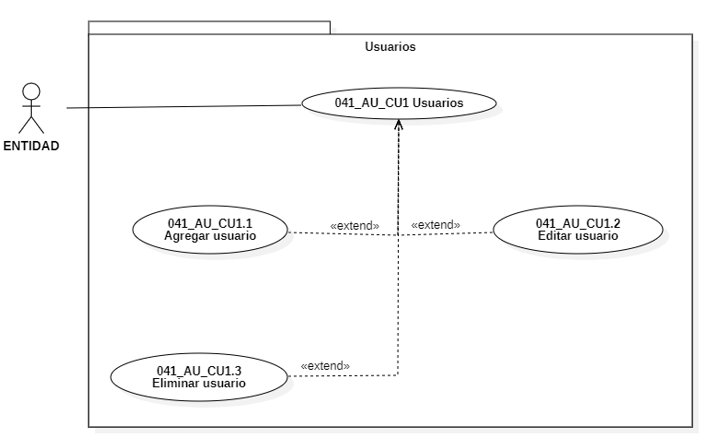 Usuarios
041_AU_CU1 Usuarios
ENTIDAD
041_AU_CU1.1
Agregar usuario
«extend»
«extend»
041_AU_CU1.2
Editar usuario
«extend»
041_AU_CU1.3
Eliminar usuario